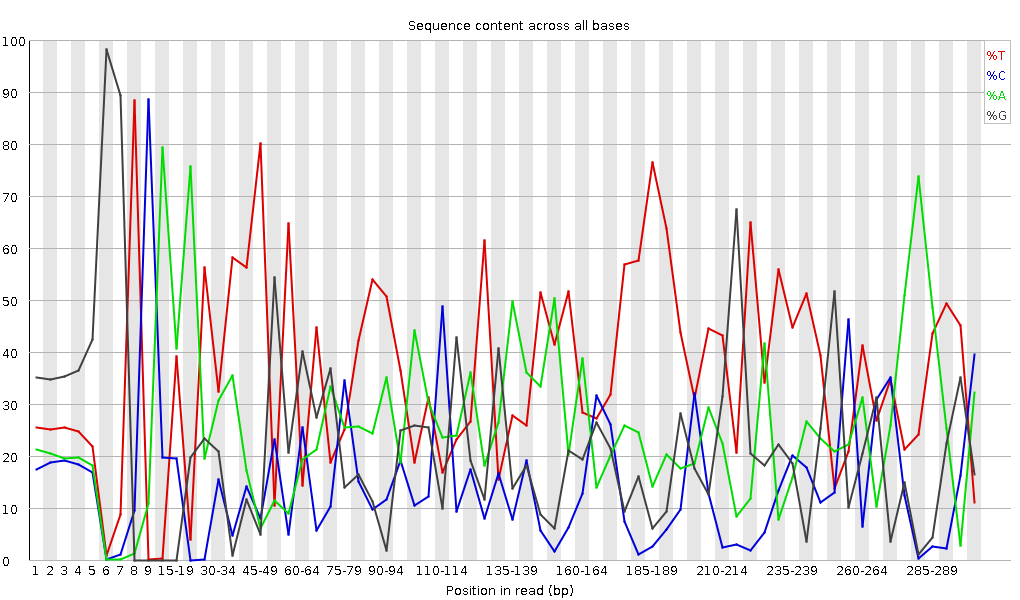 Sequence content across all bases
100
90
80
70
60
50
40
30
20
10
0
%T
%C
%A
%G
1 2 3 4 5 6 7 8 9 15-19 30-34 45-49 60-64 75-79 90-94 110-114 135-139 160-164 185-189 210-214 235-239 260-264 285-289
Position in read (bp)